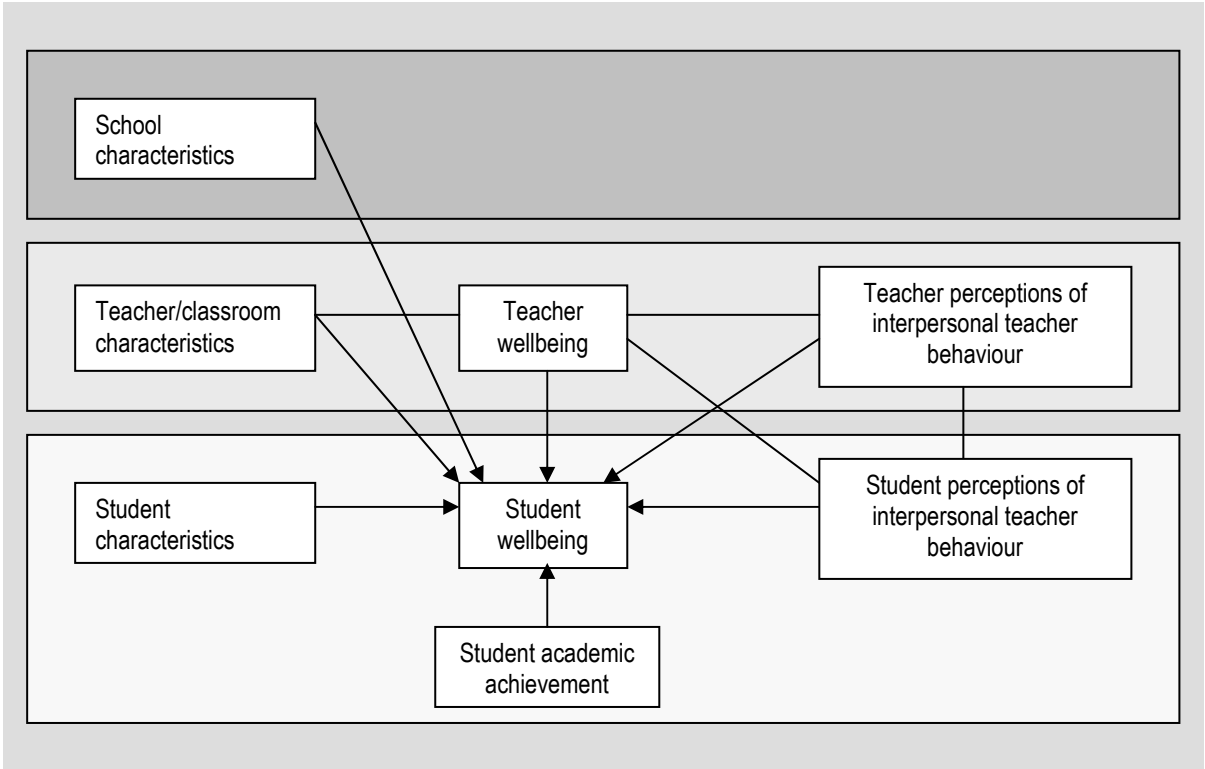 School
characteristics
Teacher/classroom
characteristics
Teacher
wellbeing
Teacher perceptions of
interpersonal teacher
behaviour
Student
characteristics
Student
wellbeing
Student perceptions of
interpersonal teacher
behaviour
Student academic
achievement